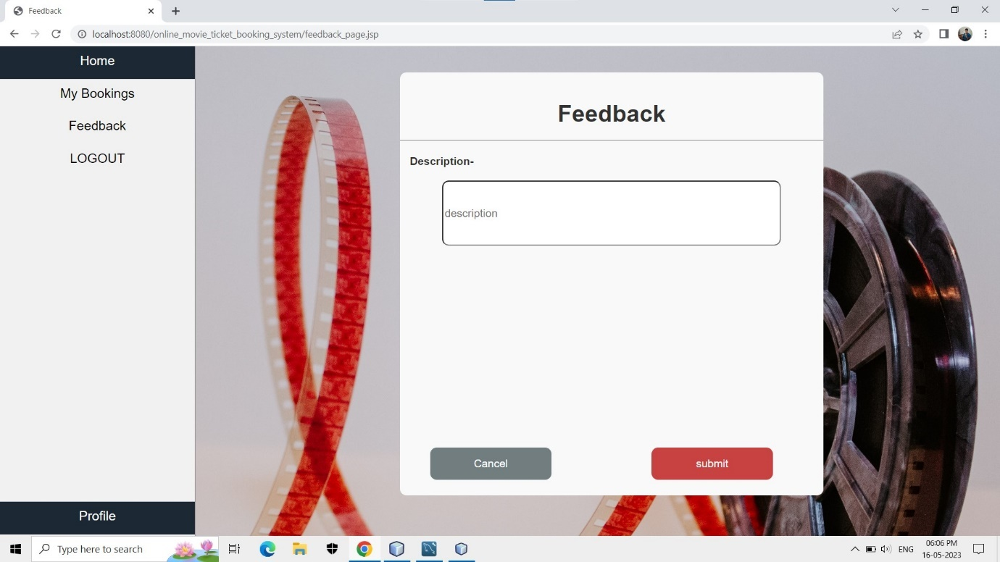 Feedback
localhost:8080/online_movie_ticket_booking_system/feedback_page.jsp
Home
My Bookings
Feedback
LOGOUT
Profile
Feedback
Description-
description
Cancel
submit
Type here to search
ENG
06:06 PM
16-05-2023